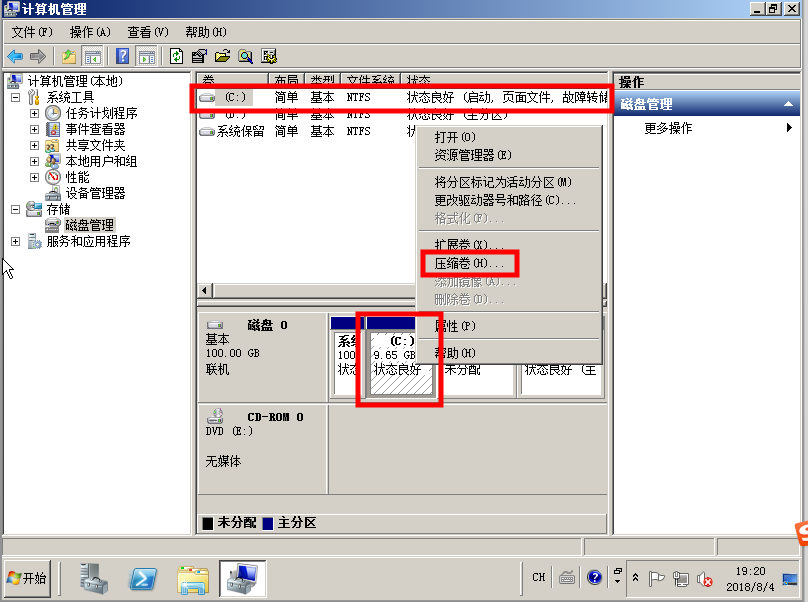 计算机管理
文件(F) 操作(A) 查看(V) 帮助(H)
计算机管理(本地)
系统工具
任务计划程序
事件查看器
共享文件夹
本地用户和组
性能
设备管理器
存储
磁盘管理
服务和应用程序
卷 布局 类型 文件系统 状态
(C:) 简单 基本 NTFS 状态良好 (启动, 页面文件, 故障转储
(D:) 简单 基本 NTFS 状态良好 (主分区)
系统保留 简单 基本 NTFS
打开(O)
资源管理器(E)
将分区标记为活动分区(M)
更改驱动器号和路径(C)...
格式化(F)...
扩展卷(X)...
压缩卷(H)...
添加镜像(A)...
删除卷(D)...
属性(P)
帮助(H)
操作
磁盘管理
更多操作
磁盘 0
基本
100.00 GB
联机
系统
100
状态
(C:)
9.65 GB
状态良好
未分配
状态良好 (主
CD-ROM 0
DVD (E:)
无媒体
未分配 主分区
开始
CH
19:20
2018/8/4